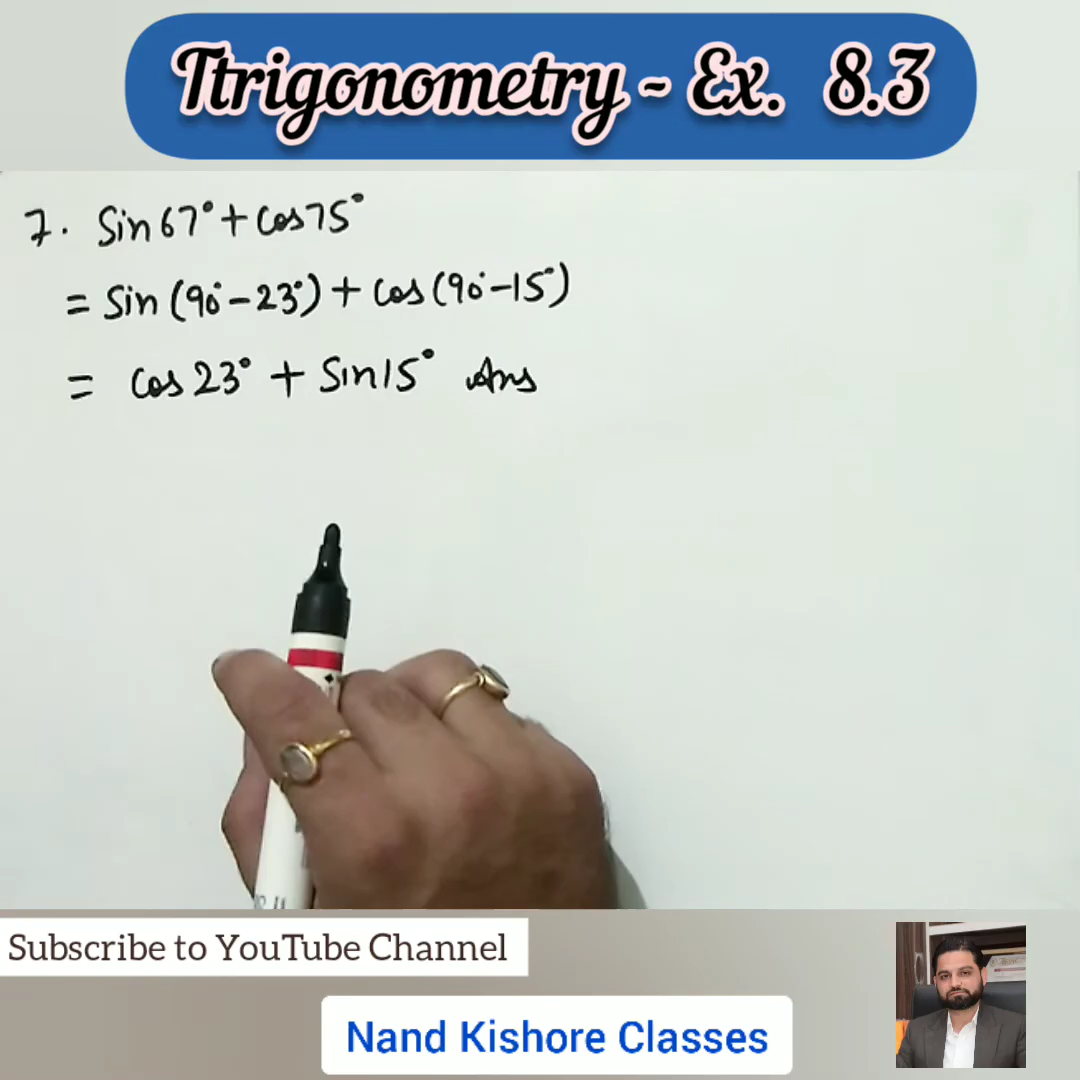 Ttrigonometry ~ Ex. 8.3
7. Sin 67° + Cos 75°
= Sin (90° - 23°) + Cos (90° - 15°)
= Cos 23° + Sin 15° Ans
Subscribe to YouTube Channel
Nand Kishore Classes